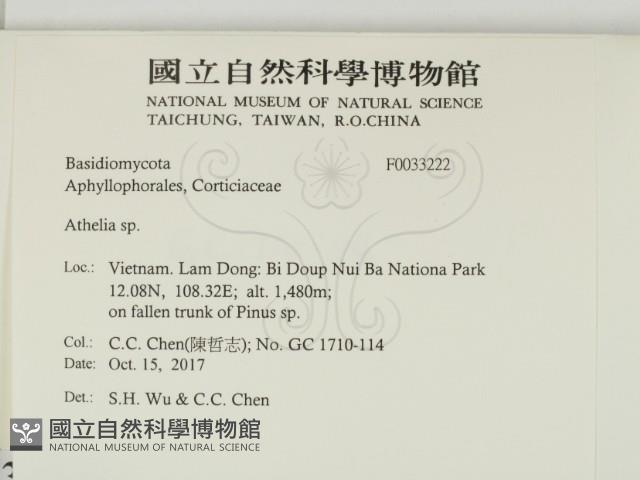 國立自然科學博物館
NATIONAL MUSEUM OF NATURAL SCIENCE
TAICHUNG, TAIWAN, R.O.CHINA
Basidiomycota F0033222
Aphyllophorales, Corticiaceae
Athelia sp.
Loc.: Vietnam. Lam Dong: Bi Doup Nui Ba Nationa Park
12.08N, 108.32E; alt. 1,480m;
on fallen trunk of Pinus sp.
Col.: C.C. Chen(陳哲志); No. GC 1710-114
Date: Oct. 15, 2017
Det.: S.H. Wu & C.C. Chen
國立自然科學博物館
NATIONAL MUSEUM OF NATURAL SCIENCE